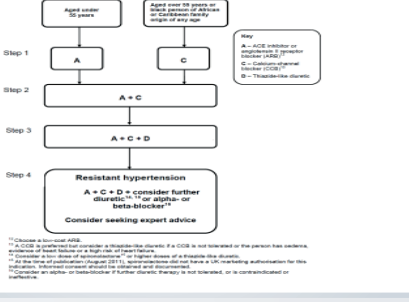 Aged under
55 years
Aged over 55 years or
black person of African
or Caribbean family
origin of any age
Key
A – ACE inhibitor or
angiotensin II receptor
blocker (ARB)
C – Calcium-channel
blocker (CCB)
D – Thiazide-like diuretic
Step 1
A
C
Step 2
A + C
Step 3
A + C + D
Step 4
Resistant hypertension
A + C + D + consider further
diuretic or alpha- or
beta-blocker
Consider seeking expert advice
Choose a low-cost ARB.
A CCB is preferred but consider a thiazide-like diuretic if a CCB is not tolerated or the person has oedema,
evidence of heart failure or a high risk of heart failure.
Consider a low dose of spironolactone or higher doses of a thiazide-like diuretic.
At the time of publication (August 2011), spironolactone did not have a UK marketing authorisation for this
indication. Informed consent should be obtained and documented.
Consider an alpha- or beta-blocker if further diuretic therapy is not tolerated, or is contraindicated or
ineffective.